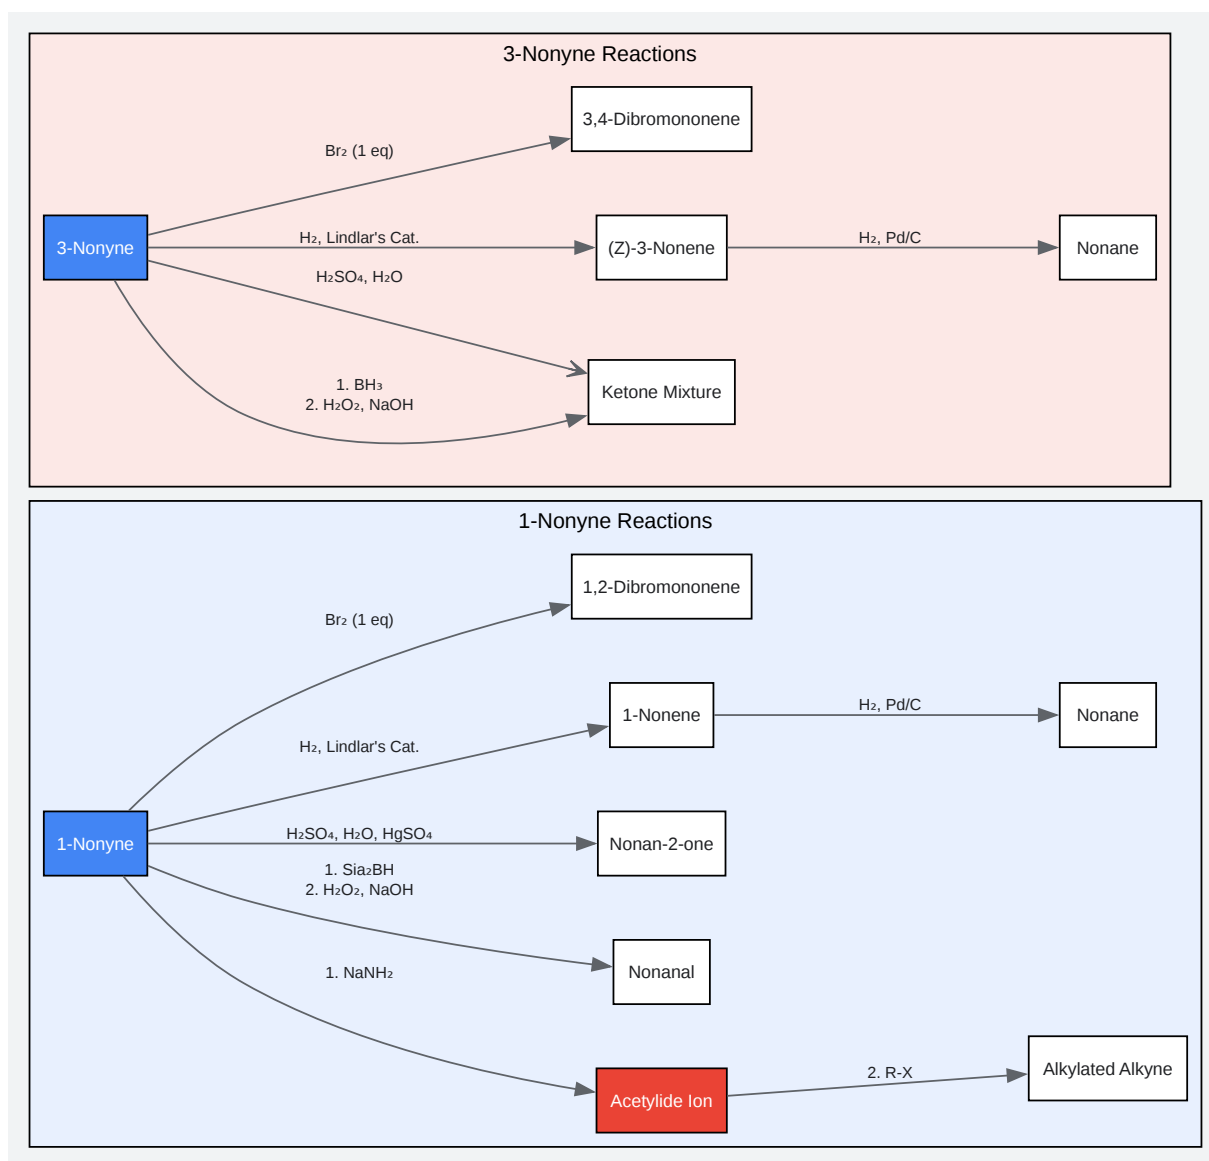 3-Nonyne Reactions
3,4-Dibromononene
Br₂ (1 eq)
3-Nonyne
H₂, Lindlar's Cat.
(Z)-3-Nonene
H₂, Pd/C
Nonane
H₂SO₄, H₂O
Ketone Mixture
1. BH₃
2. H₂O₂, NaOH
1-Nonyne Reactions
1,2-Dibromononene
Br₂ (1 eq)
1-Nonene
H₂, Pd/C
Nonane
H₂, Lindlar's Cat.
1-Nonyne
H₂SO₄, H₂O, HgSO₄
Nonan-2-one
1. Sia₂BH
2. H₂O₂, NaOH
Nonanal
1. NaNH₂
Acetylide Ion
2. R-X
Alkylated Alkyne